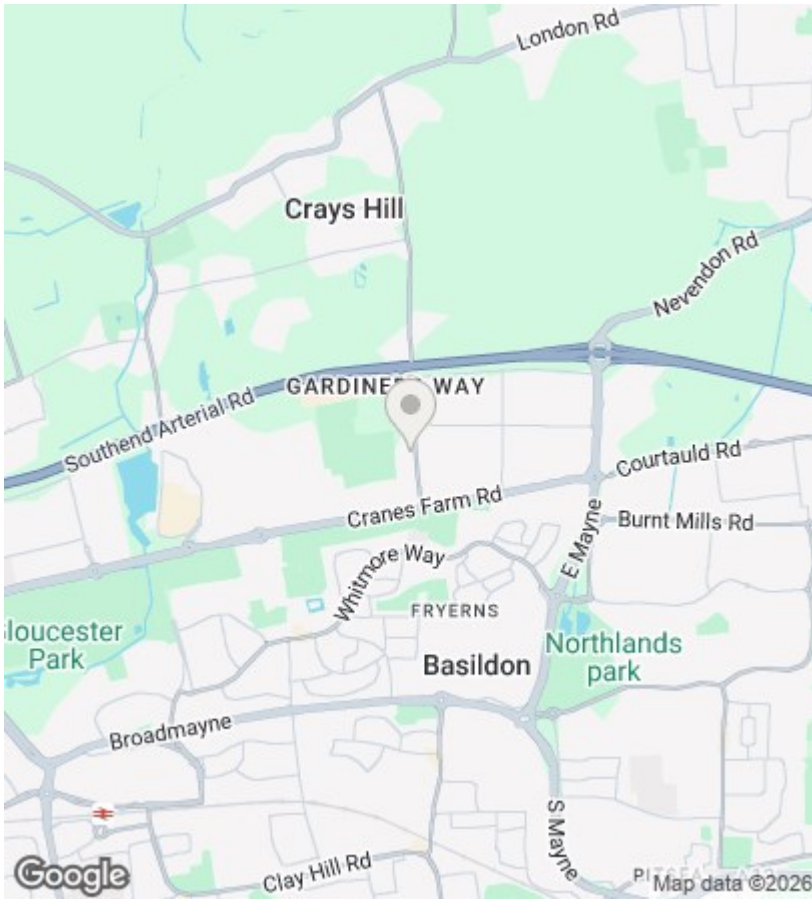 London Rd
Crays Hill
Nevendon Rd
WAY
Southend Arterial Rd
Courtauld Rd
Cranes Farm Rd
Burnt Mills Rd
E Mayne
Whitmore Way
FRYERNS
Gloucester
Park
Northlands
park
Basildon
Broadmayne
S Mayne
Clay Hill Rd
Google
Map data ©2026